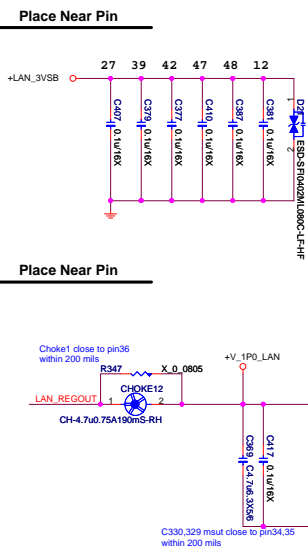 Place Near Pin
27 39 42 47 48 12
+LAN_3VSB
C407 0.1u/16X
C379 0.1u/16X
C377 0.1u/16X
C410 0.1u/16X
C387 0.1u/16X
C381 0.1u/16X
1
2
ESD-SFI0402ML080C-LF-HF
Place Near Pin
Choke1 close to pin36
within 200 mils
+V_1P0_LAN
R347 X_0_0805
CHOKE12
LAN_REGOUT 1 2
CH-4.7u0.75A190mS-RH
C369 C4.7u6.3X5/6
C417 0.1u/16X
C330,329 msut close to pin34,35
within 200 mils